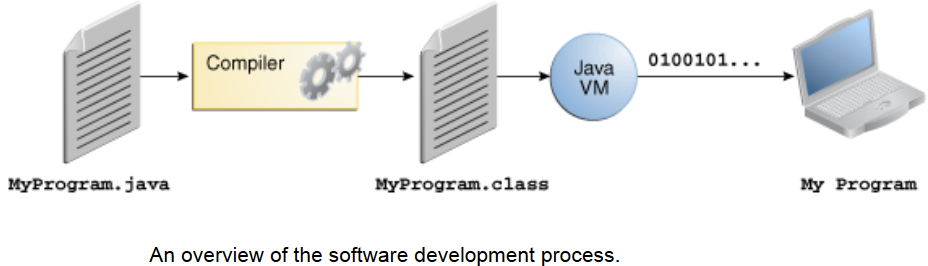 Compiler
Java
VM
0100101...
MyProgram.java
MyProgram.class
My Program
An overview of the software development process.